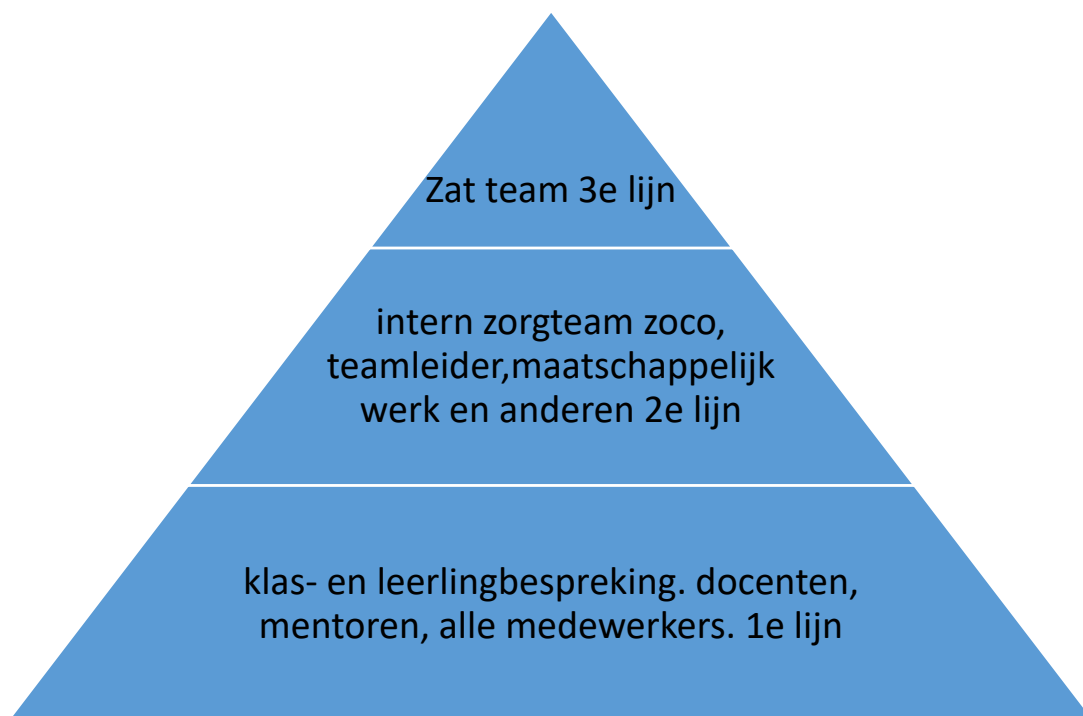 Zat team 3e lijn
intern zorgteam zoco,
teamleider,maatschappelijk
werk en anderen 2e lijn
klas- en leerlingbespreking. docenten,
mentoren, alle medewerkers. 1e lijn